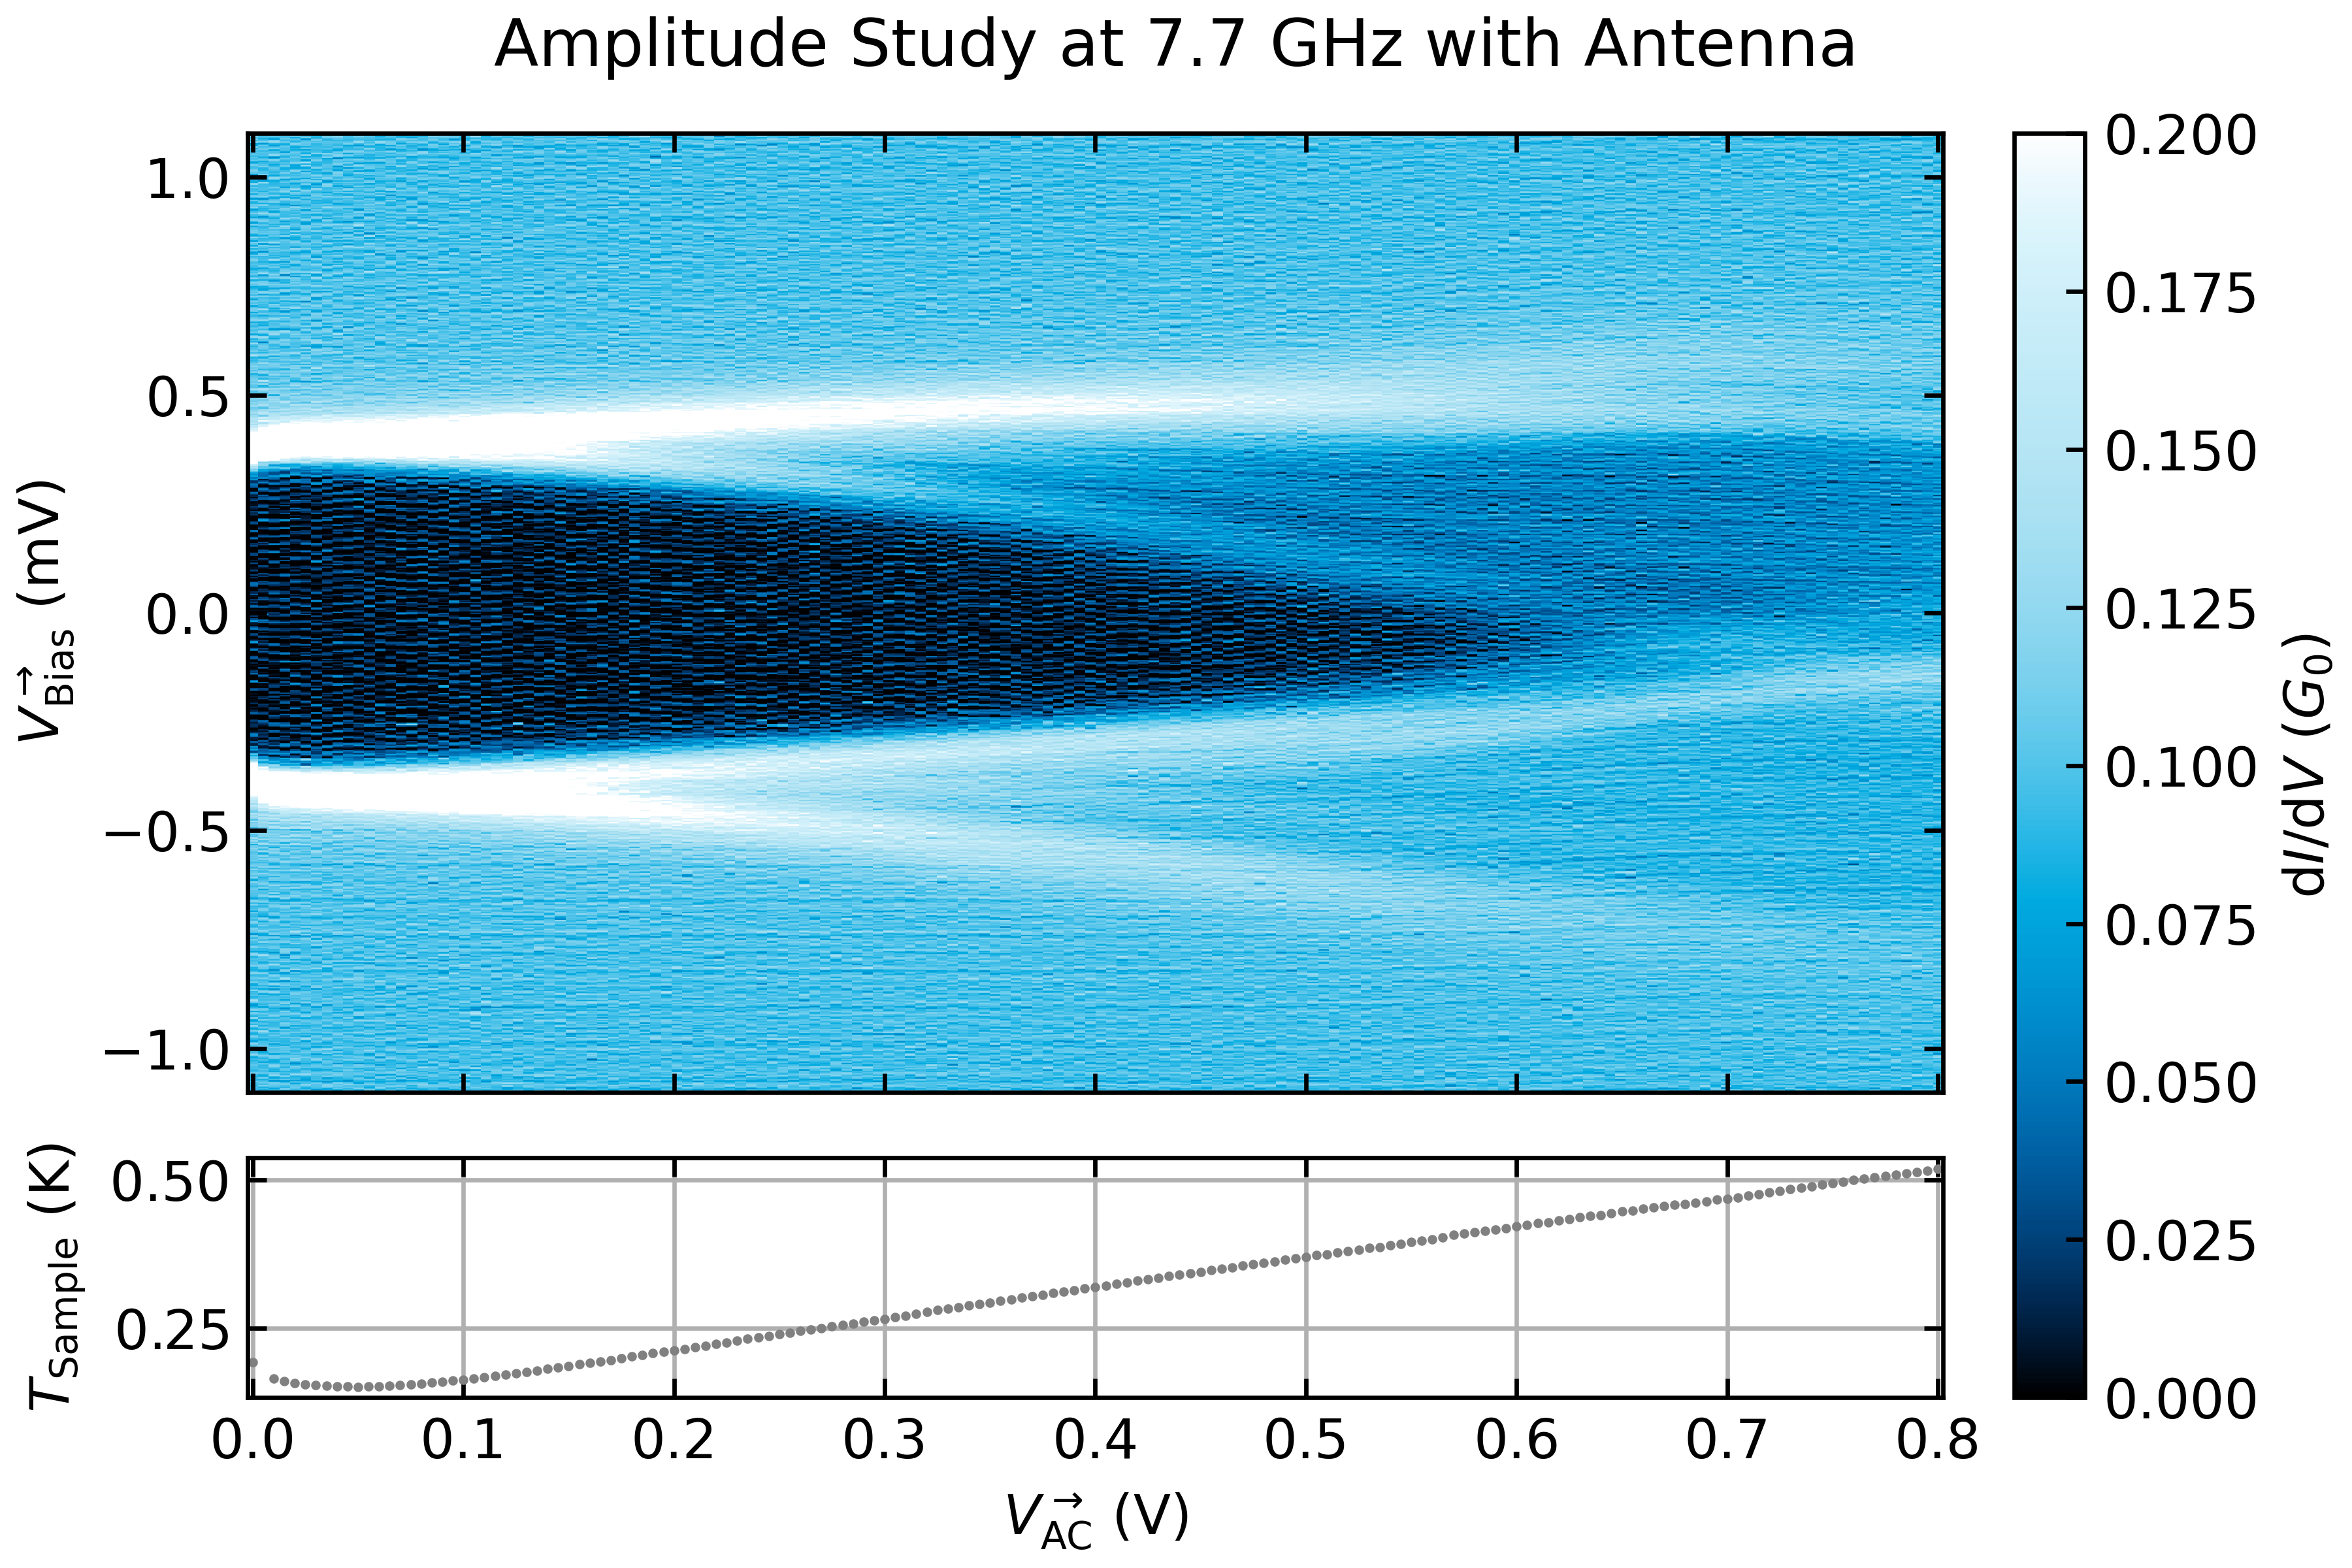 Amplitude Study at 7.7 GHz with Antenna
V→Bias (mV)
1.0
0.5
0.0
−0.5
−1.0
TSample (K)
0.50
0.25
0.0 0.1 0.2 0.3 0.4 0.5 0.6 0.7 0.8
V→AC (V)
0.200
0.175
0.150
0.125
0.100
0.075
0.050
0.025
0.000
dI/dV (G0)